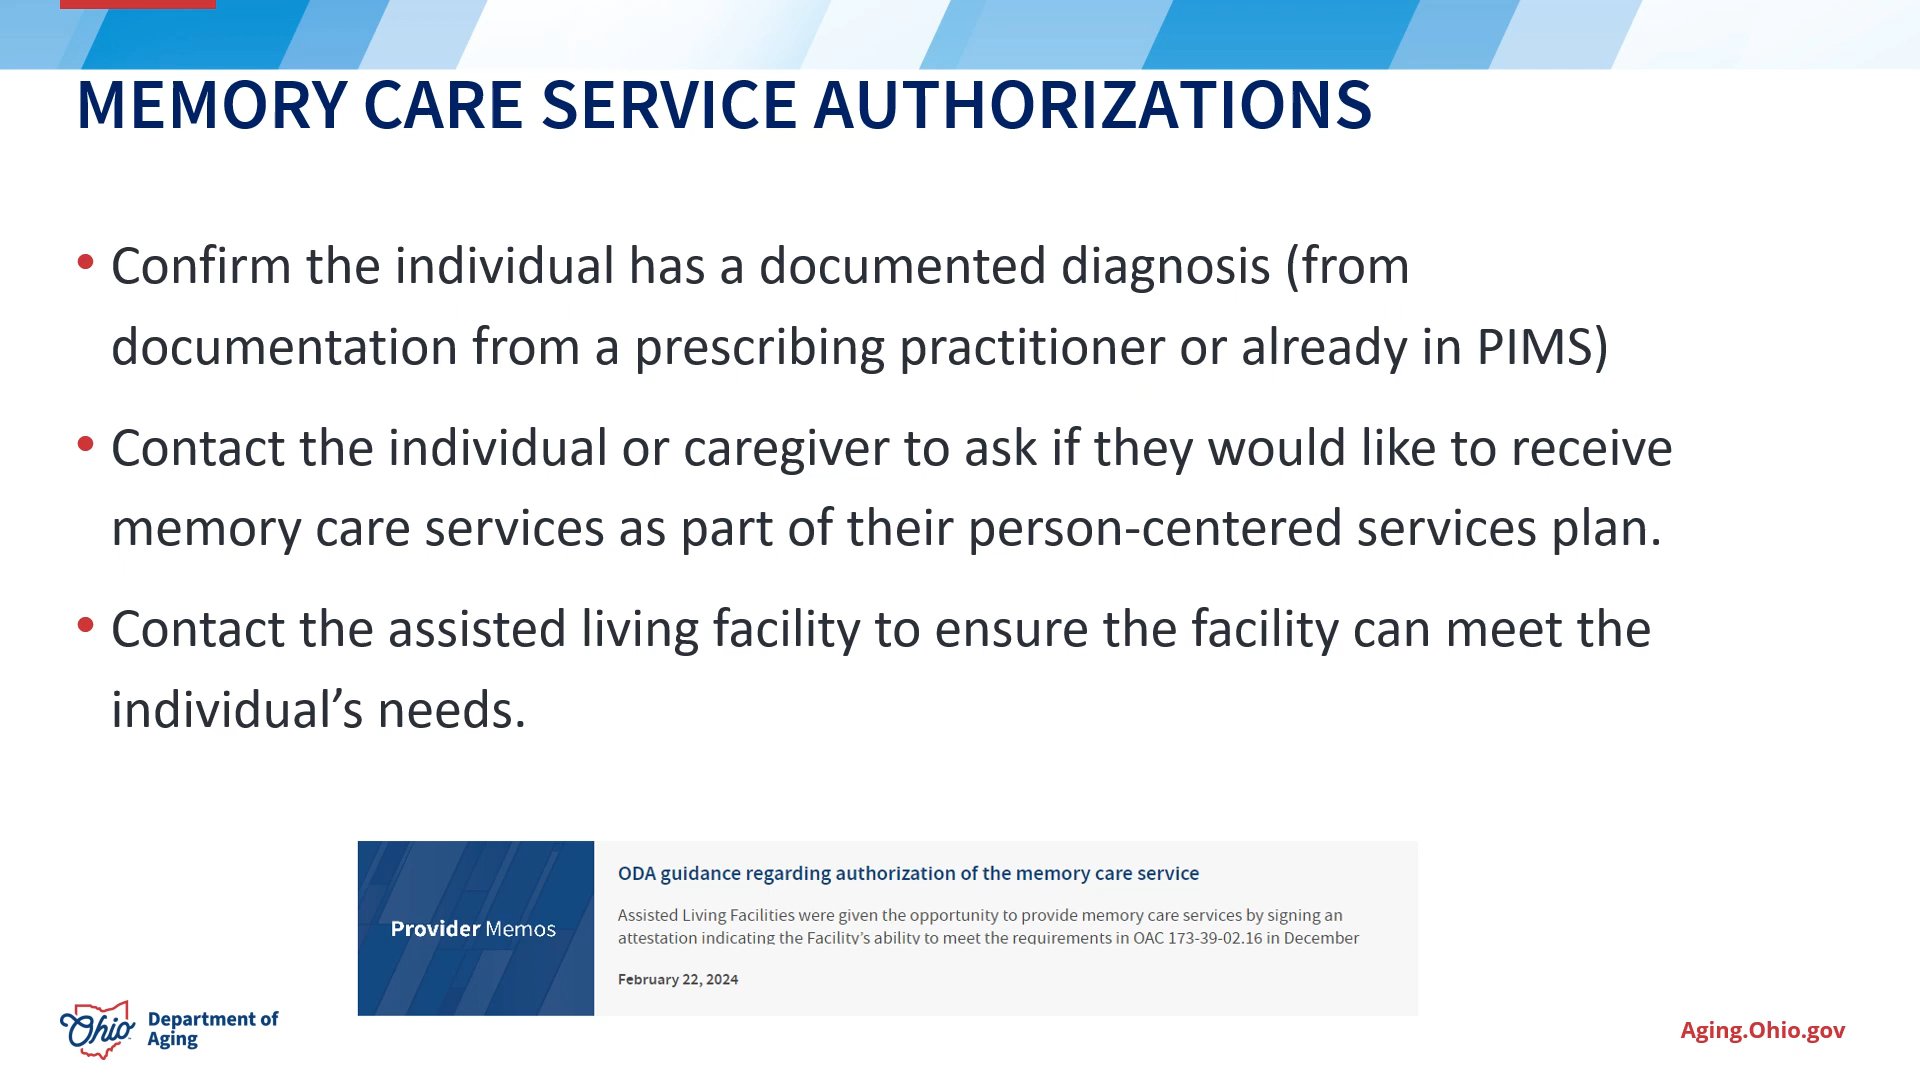 MEMORY CARE SERVICE AUTHORIZATIONS
• Confirm the individual has a documented diagnosis (from
documentation from a prescribing practitioner or already in PIMS)
• Contact the individual or caregiver to ask if they would like to receive
memory care services as part of their person-centered services plan.
• Contact the assisted living facility to ensure the facility can meet the
individual’s needs.
Provider Memos
ODA guidance regarding authorization of the memory care service
Assisted Living Facilities were given the opportunity to provide memory care services by signing an
attestation indicating the Facility’s ability to meet the requirements in OAC 173-39-02.16 in December
February 22, 2024
Ohio
Department of
Aging
Aging.Ohio.gov